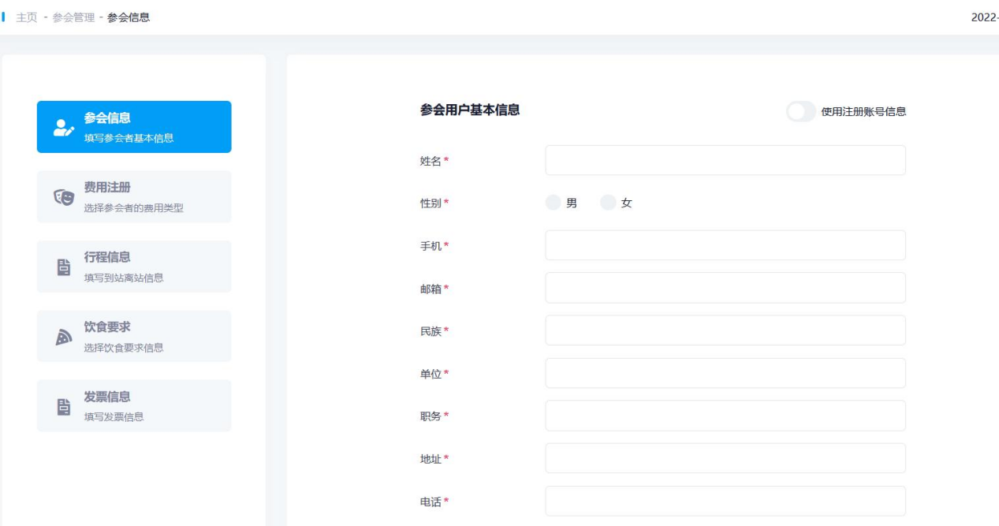 主页 - 参会管理 - 参会信息
2022-
参会信息
填写参会者基本信息
费用注册
选择参会者的费用类型
行程信息
填写到站离站信息
饮食要求
选择饮食要求信息
发票信息
填写发票信息
参会用户基本信息
使用注册账号信息
姓名*
性别* 男 女
手机*
邮箱*
民族*
单位*
职务*
地址*
电话*